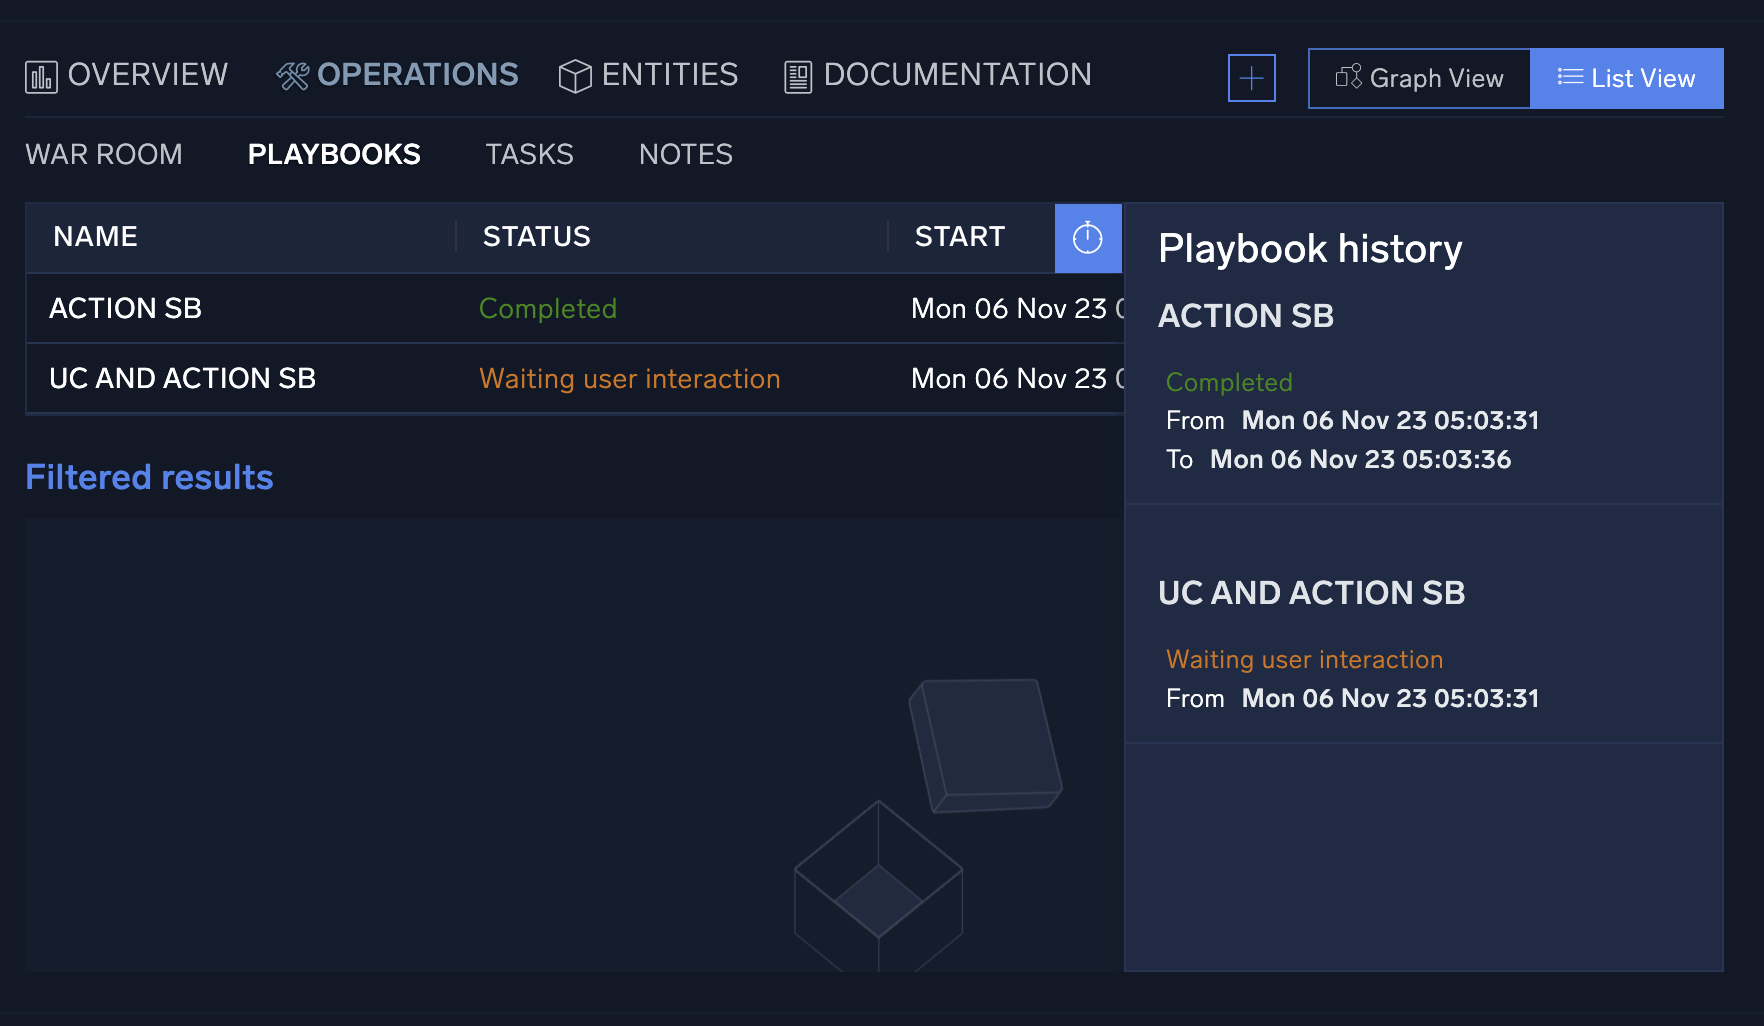 OVERVIEW OPERATIONS ENTITIES DOCUMENTATION Graph View List View
WAR ROOM PLAYBOOKS TASKS NOTES
NAME STATUS START
ACTION SB Completed Mon 06 Nov 23
UC AND ACTION SB Waiting user interaction Mon 06 Nov 23
Filtered results
Playbook history
ACTION SB
Completed
From Mon 06 Nov 23 05:03:31
To Mon 06 Nov 23 05:03:36
UC AND ACTION SB
Waiting user interaction
From Mon 06 Nov 23 05:03:31